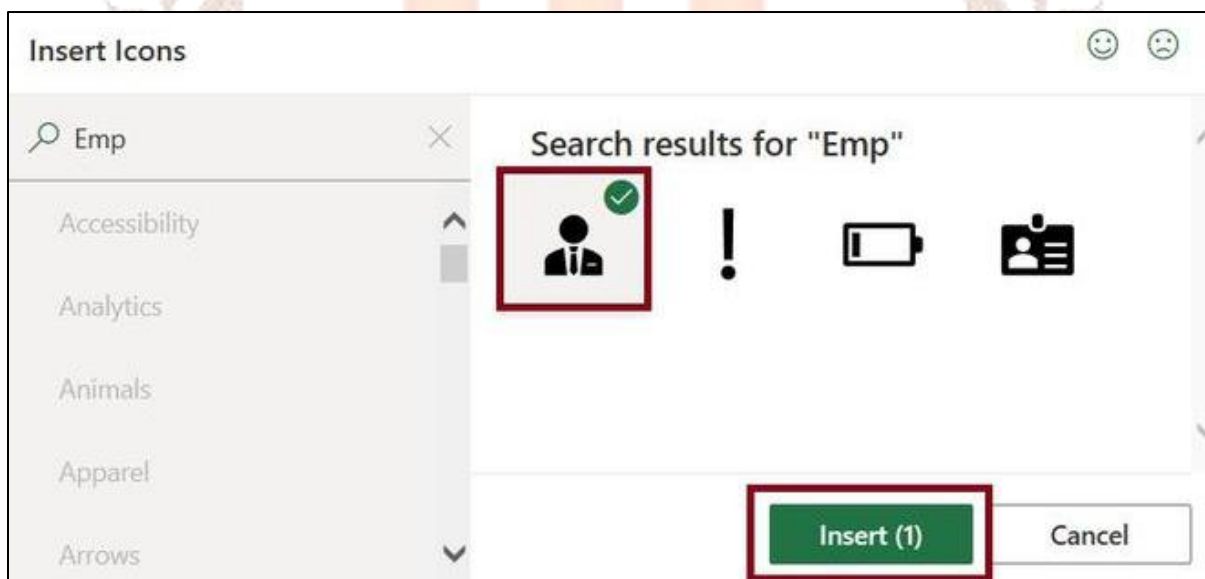 Insert Icons
Emp
Accessibility
Analytics
Animals
Apparel
Arrows
Search results for "Emp"
Insert (1)
Cancel